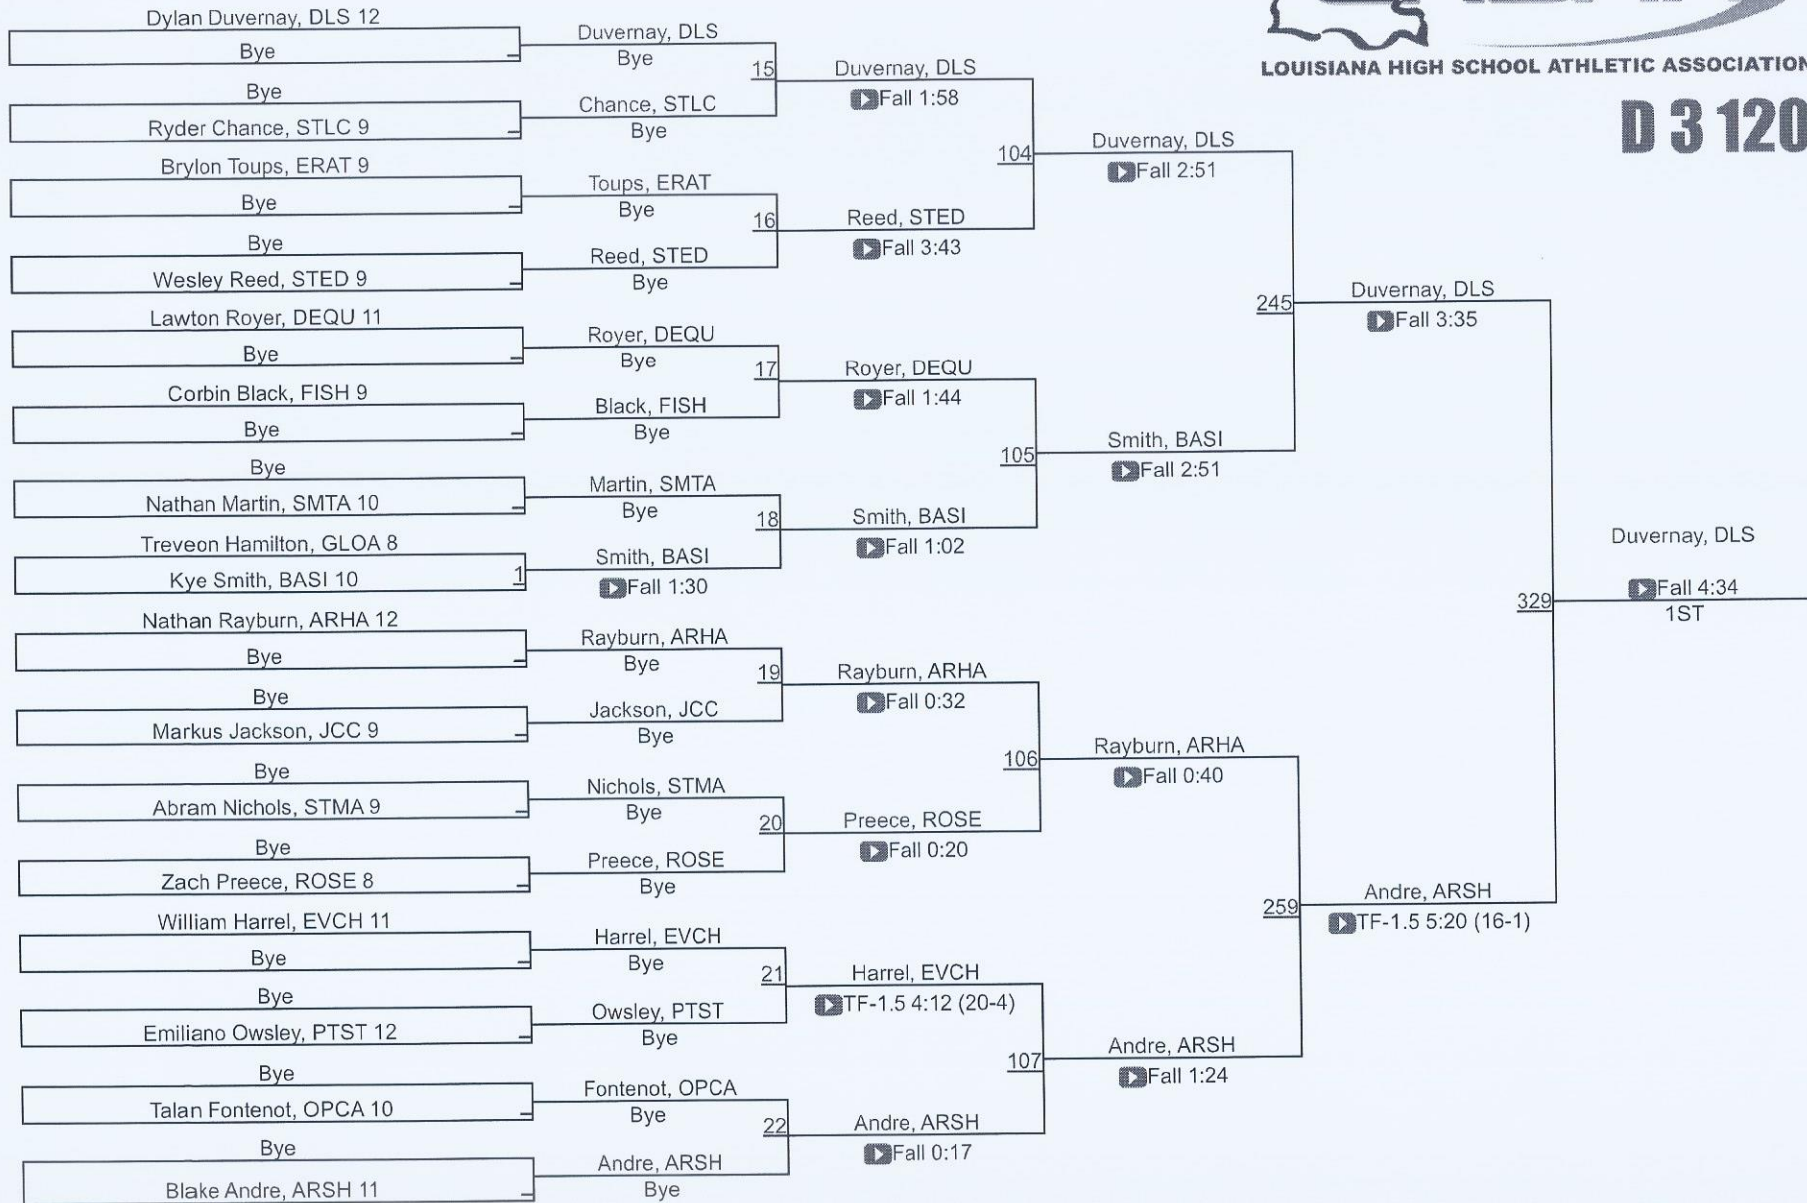 LOUISIANA HIGH SCHOOL ATHLETIC ASSOCIATION
D 3 120
Dylan Duvernay, DLS 12
Bye
Bye
Ryder Chance, STLC 9
Brylon Toups, ERAT 9
Bye
Bye
Wesley Reed, STED 9
Lawton Royer, DEQU 11
Bye
Corbin Black, FISH 9
Bye
Bye
Nathan Martin, SMTA 10
Treveon Hamilton, GLOA 8
Kye Smith, BASI 10
1
Nathan Rayburn, ARHA 12
Bye
Bye
Markus Jackson, JCC 9
Bye
Abram Nichols, STMA 9
Bye
Zach Preece, ROSE 8
William Harrel, EVCH 11
Bye
Bye
Emiliano Owsley, PTST 12
Bye
Talan Fontenot, OPCA 10
Bye
Blake Andre, ARSH 11
Duvernay, DLS
Bye
15
Chance, STLC
Bye
Toups, ERAT
Bye
16
Reed, STED
Bye
Royer, DEQU
Bye
17
Black, FISH
Bye
Martin, SMTA
Bye
18
Smith, BASI
Fall 1:30
Rayburn, ARHA
Bye
19
Jackson, JCC
Bye
Nichols, STMA
Bye
20
Preece, ROSE
Bye
Harrel, EVCH
Bye
21
Owsley, PTST
Bye
Fontenot, OPCA
Bye
22
Andre, ARSH
Bye
Duvernay, DLS
Fall 1:58
104
Reed, STED
Fall 3:43
Royer, DEQU
Fall 1:44
105
Smith, BASI
Fall 1:02
Rayburn, ARHA
Fall 0:32
106
Preece, ROSE
Fall 0:20
Harrel, EVCH
TF-1.5 4:12 (20-4)
107
Andre, ARSH
Fall 0:17
Duvernay, DLS
Fall 2:51
245
Smith, BASI
Fall 2:51
Rayburn, ARHA
Fall 0:40
259
Andre, ARSH
Fall 1:24
Duvernay, DLS
Fall 3:35
329
Andre, ARSH
TF-1.5 5:20 (16-1)
Duvernay, DLS
Fall 4:34
1ST